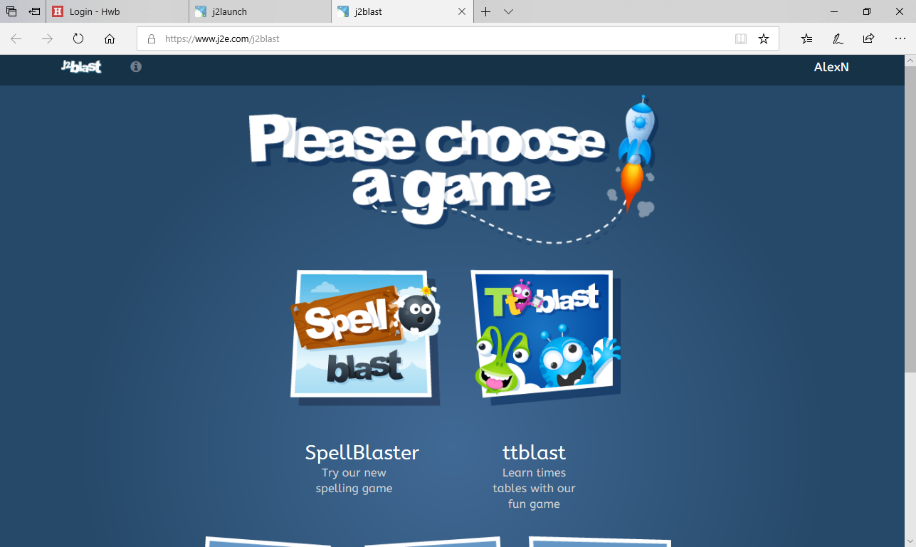 Login - Hwb
j2launch
j2blast
https://www.j2e.com/j2blast
j2blast
AlexN
Please choose
a game
Spell
blast
Tt blast
SpellBlaster
Try our new
spelling game
ttblast
Learn times
tables with our
fun game